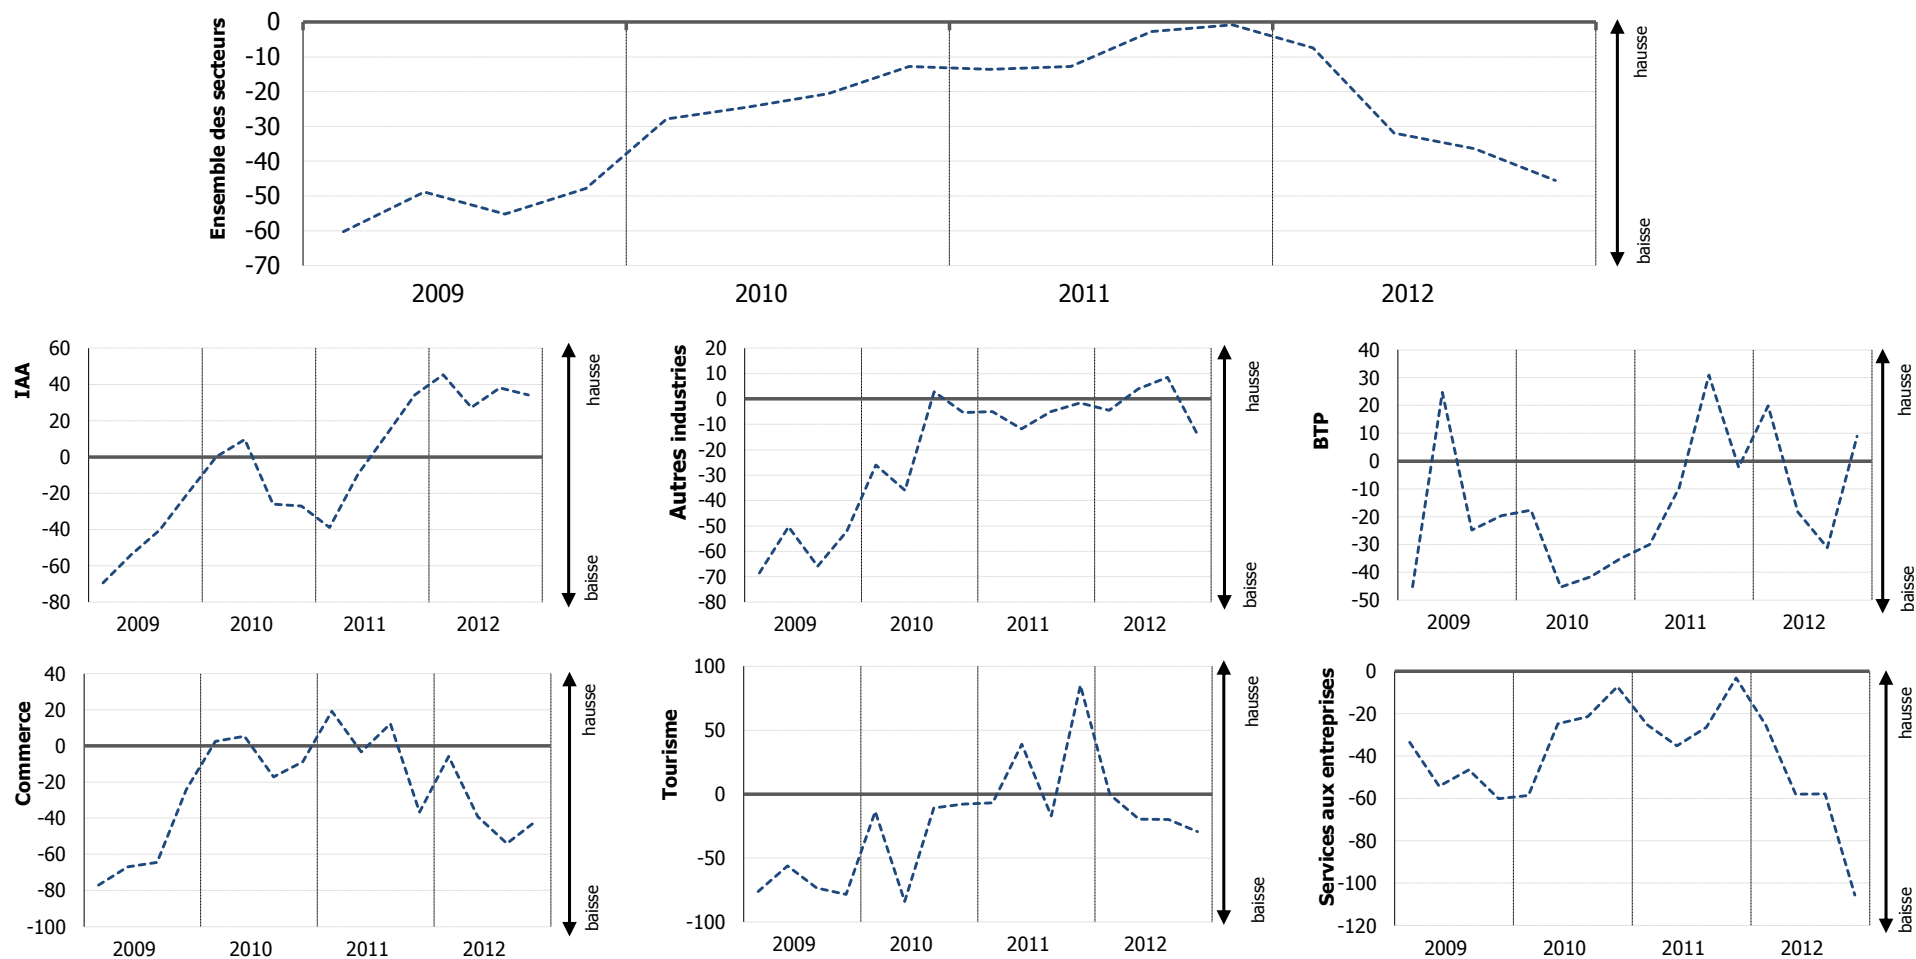 Ensemble des secteurs
0
-10
-20
-30
-40
-50
-60
-70
2009 2010 2011 2012
hausse
baisse
IAA
60
40
20
0
-20
-40
-60
-80
2009 2010 2011 2012
hausse
baisse
Autres industries
20
10
0
-10
-20
-30
-40
-50
-60
-70
-80
2009 2010 2011 2012
hausse
baisse
BTP
40
30
20
10
0
-10
-20
-30
-40
-50
2009 2010 2011 2012
hausse
baisse
Commerce
40
20
0
-20
-40
-60
-80
-100
2009 2010 2011 2012
hausse
baisse
Tourisme
100
50
0
-50
-100
2009 2010 2011 2012
hausse
baisse
Services aux entreprises
0
-20
-40
-60
-80
-100
-120
2009 2010 2011 2012
hausse
baisse